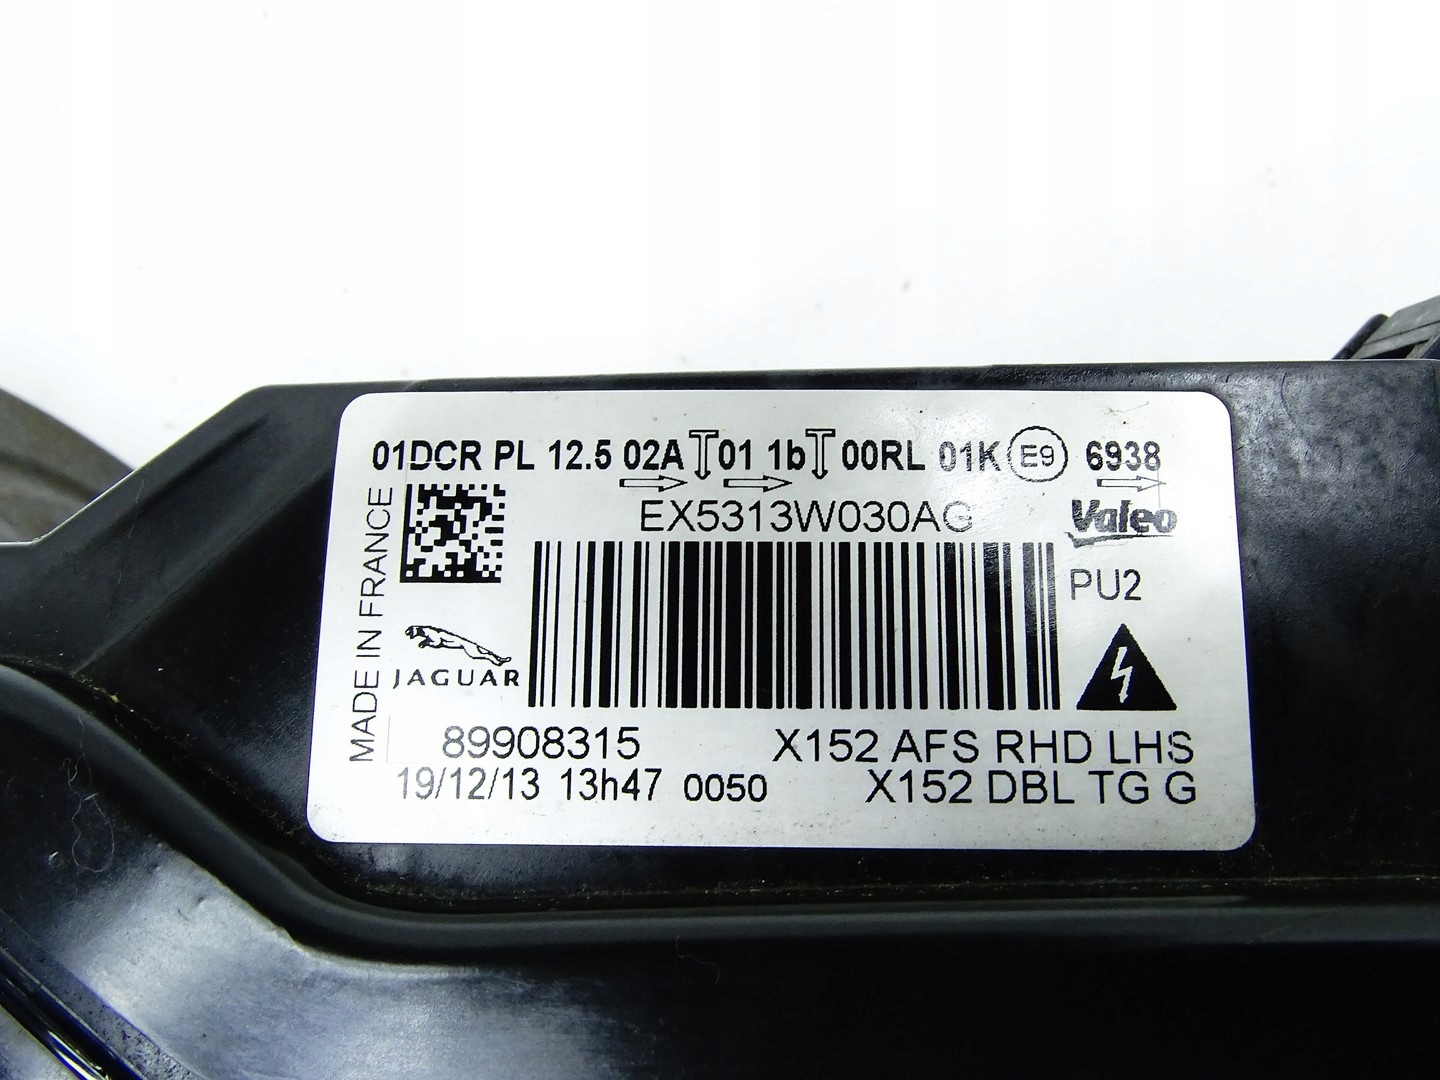 01DCR PL 12.5 02A 01 1b 00RL 01K E9 6938
EX5313W030AG
Valeo
PU2
MADE IN FRANCE
JAGUAR
89908315 X152 AFS RHD LHS
19/12/13 13h47 0050 X152 DBL TG G